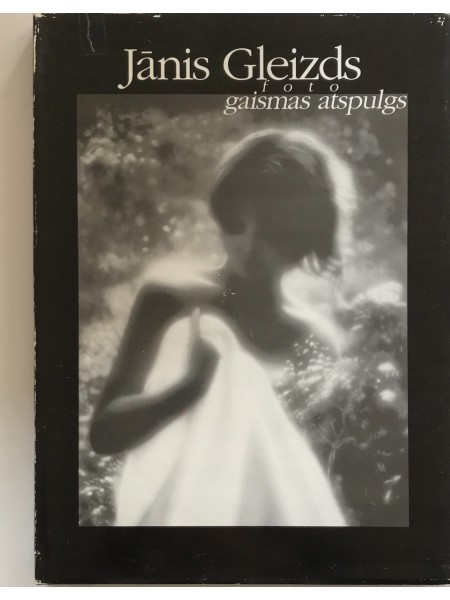 Jānis Gleizds
foto
gaismas atspulgs